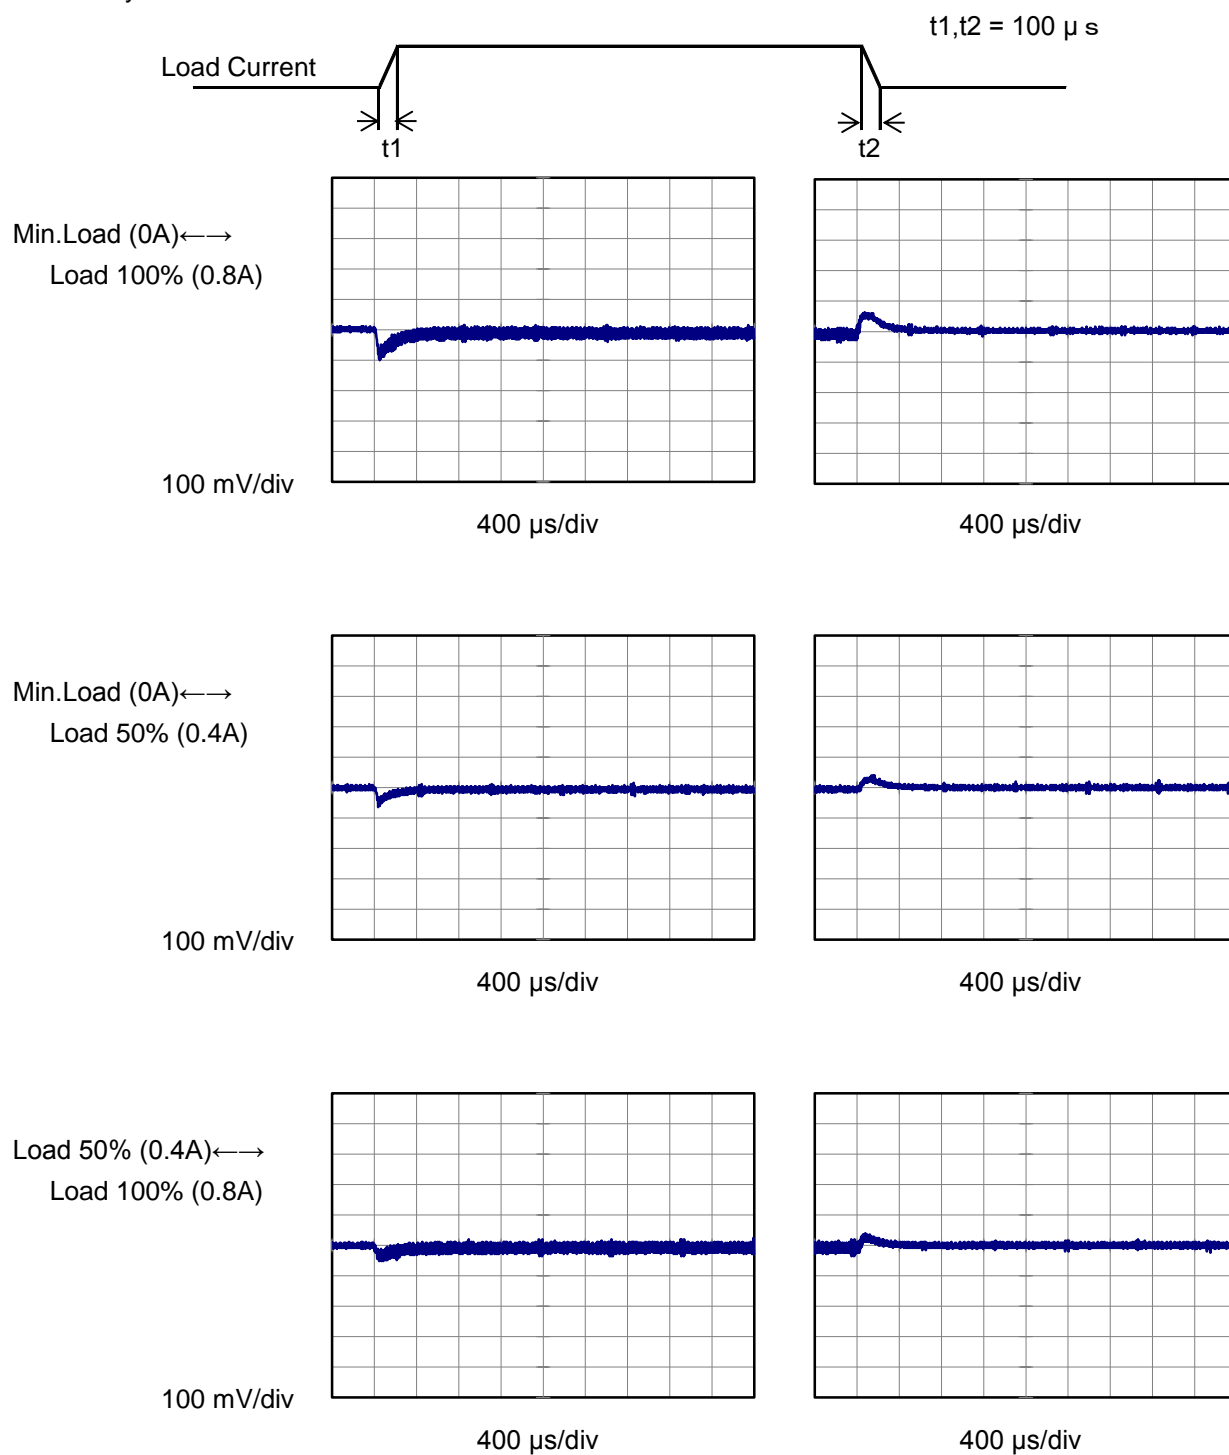 t1,t2 = 100 µ s
Load Current
t1
t2
Min.Load (0A)←→
Load 100% (0.8A)
100 mV/div
400 µs/div
400 µs/div
Min.Load (0A)←→
Load 50% (0.4A)
100 mV/div
400 µs/div
400 µs/div
Load 50% (0.4A)←→
Load 100% (0.8A)
100 mV/div
400 µs/div
400 µs/div